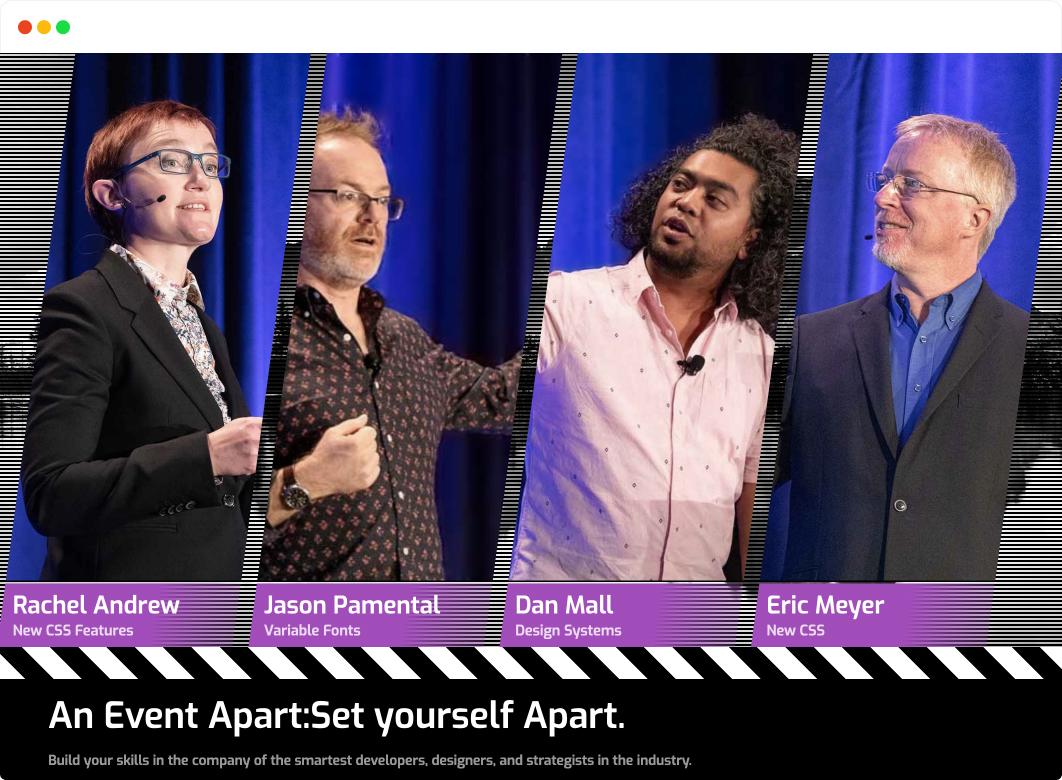 Rachel Andrew
New CSS Features
Jason Pamental
Variable Fonts
Dan Mall
Design Systems
Eric Meyer
New CSS
An Event Apart:Set yourself Apart.
Build your skills in the company of the smartest developers, designers, and strategists in the industry.